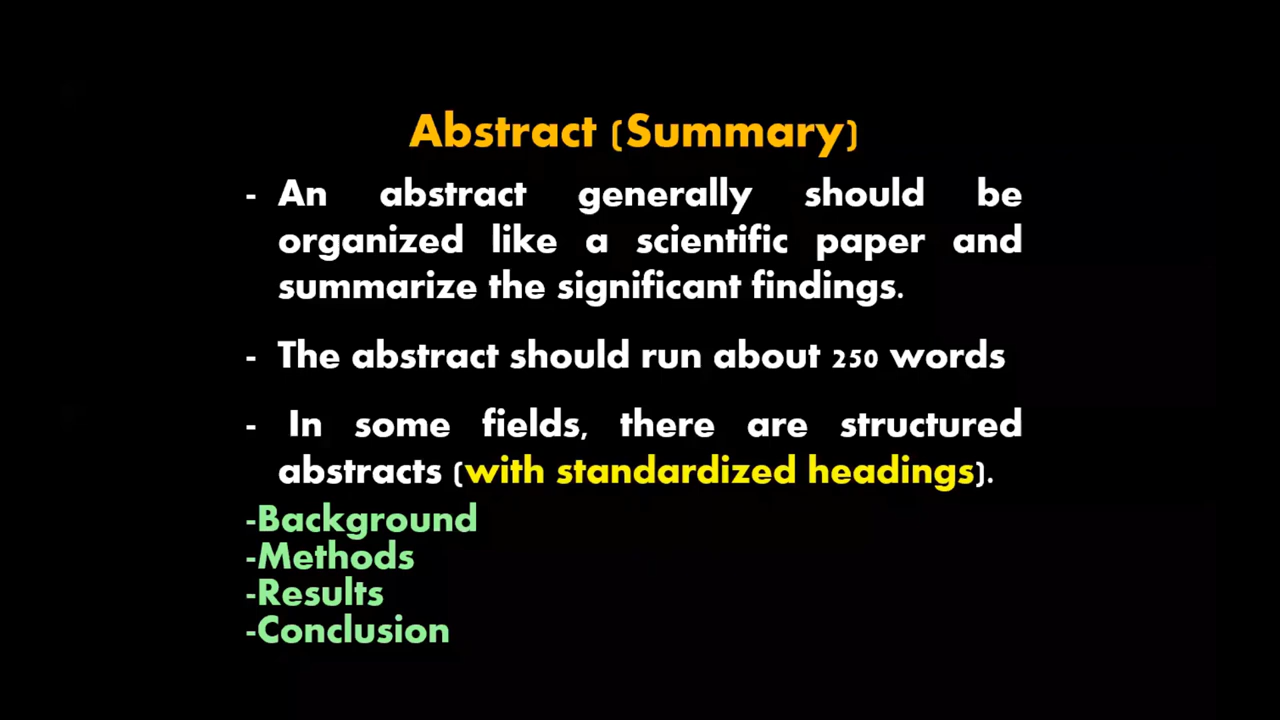 Abstract (Summary)
- An abstract generally should be
organized like a scientific paper and
summarize the significant findings.
- The abstract should run about 250 words
- In some fields, there are structured
abstracts (with standardized headings).
-Background
-Methods
-Results
-Conclusion